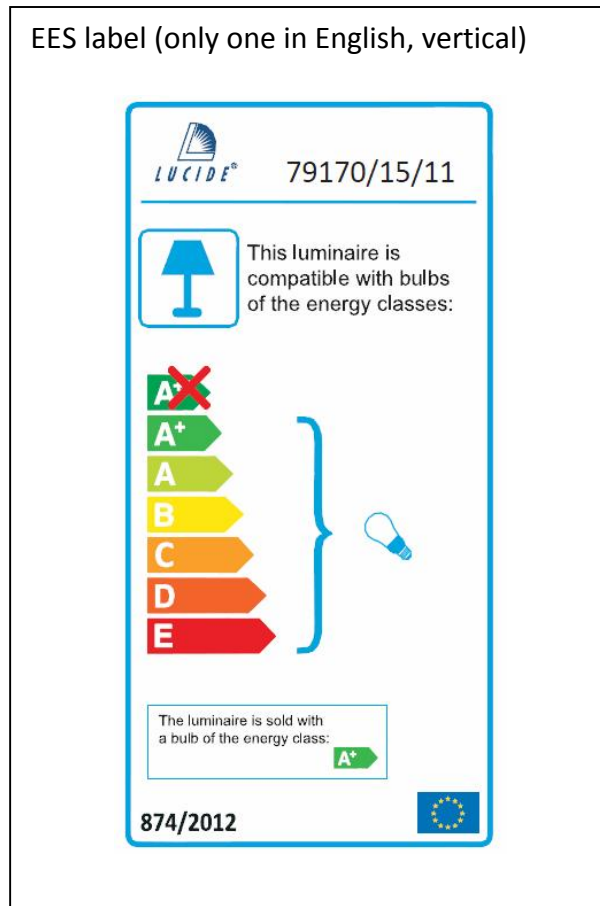 EES label (only one in English, vertical)
LUCIDE®
79170/15/11
This luminaire is
compatible with bulbs
of the energy classes:
A+
A
B
C
D
E
The luminaire is sold with
a bulb of the energy class:
A+
874/2012